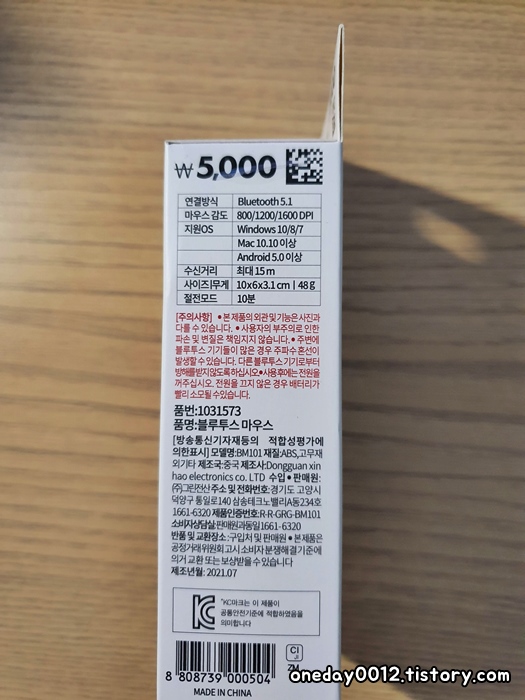 ₩5,000
연결방식 Bluetooth 5.1
마우스 감도 800/1200/1600 DPI
지원OS Windows 10/8/7
Mac 10.10 이상
Android 5.0 이상
수신거리 최대 15 m
사이즈|무게 10x6x3.1 cm | 48 g
절전모드 10분
[주의사항] •본 제품의 외관 및 기능은 사진과
다를 수 있습니다. •사용자의 부주의로 인한
파손 및 변질은 책임지지 않습니다. •주변에
블루투스 기기들이 많은 경우 주파수 혼선이
발생할 수 있습니다. 다른 블루투스 기기로부터
방해를 받지 않도록 하십시오 •사용 후에는 전원을
꺼주십시오. 전원을 끄지 않은 경우 배터리가
빨리 소모될 수 있습니다.
품번:1031573
품명:블루투스 마우스
[방송통신기자재등의 적합성평가에
의한표시] 모델명:BM101 재질:ABS,고무재
외 기타 제조국:중국 제조사:Dongguan xin
hao electronics co. LTD 수입•판매원:
(주)그린전산 주소 및 전화번호:경기도 고양시
덕양구 통일로 140 삼송테크노밸리A동234호
1661-6320 제품인증번호:R-R-GRG-BM101
소비자상담실:판매원과 동일 1661-6320
반품 및 교환장소:구입처 및 판매원 •본 제품은
공정거래위원회 고시 소비자 분쟁해결기준에
의거 교환 또는 보상받을 수 있습니다
제조년월: 2021.07
"KC마크는 이 제품이
공통안전기준에 적합하였음을
의미합니다
8 808739 000504
MADE IN CHINA
CI
oneday0012.tistory.com